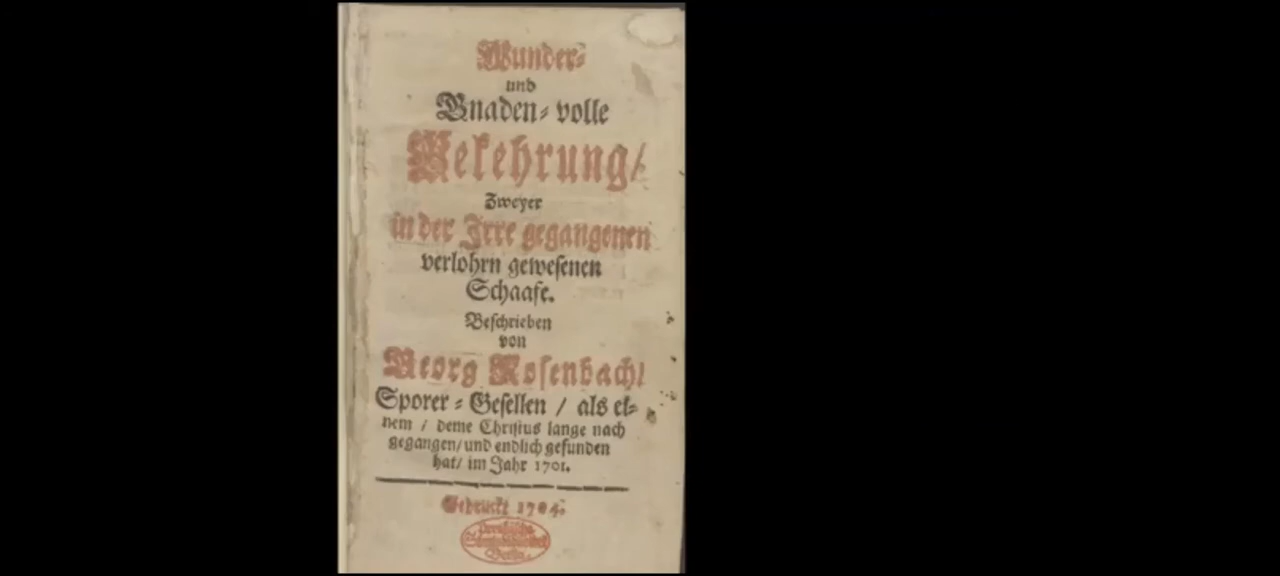 Wunder-
und
Gnaden-volle
Bekehrung/
Zweyer
in der Irre gegangenen
verlohrn gewesenen
Schaafe.
Beschrieben
von
Georg Rosenbach/
Sporer-Gesellen / als ei-
nem / deme Christus lange nach
gegangen/ und endlich gefunden
hat/ im Jahr 1701.
Gedruckt 1704.
Berlin